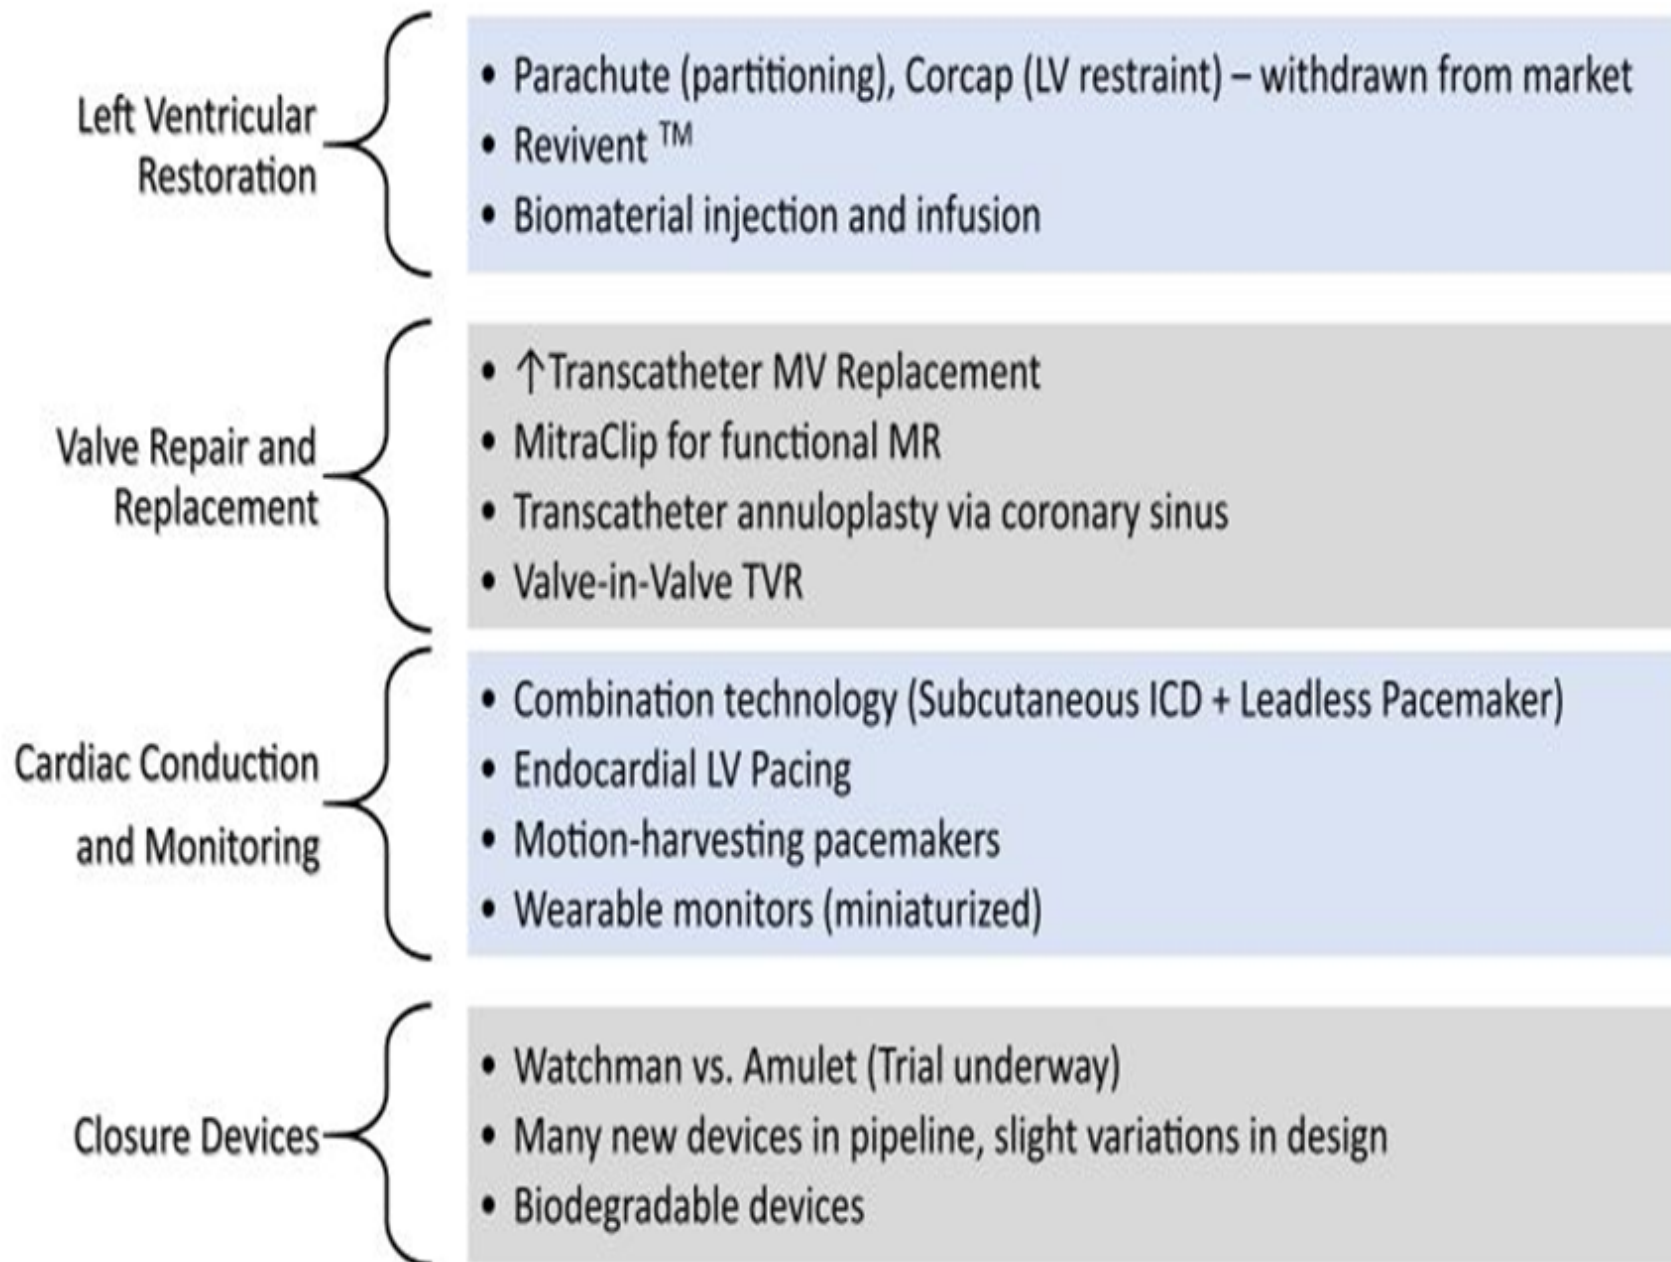 Left Ventricular
Restoration
• Parachute (partitioning), Corcap (LV restraint) – withdrawn from market
• Revivent ™
• Biomaterial injection and infusion
Valve Repair and
Replacement
• ↑Transcatheter MV Replacement
• MitraClip for functional MR
• Transcatheter annuloplasty via coronary sinus
• Valve-in-Valve TVR
Cardiac Conduction
and Monitoring
• Combination technology (Subcutaneous ICD + Leadless Pacemaker)
• Endocardial LV Pacing
• Motion-harvesting pacemakers
• Wearable monitors (miniaturized)
Closure Devices
• Watchman vs. Amulet (Trial underway)
• Many new devices in pipeline, slight variations in design
• Biodegradable devices